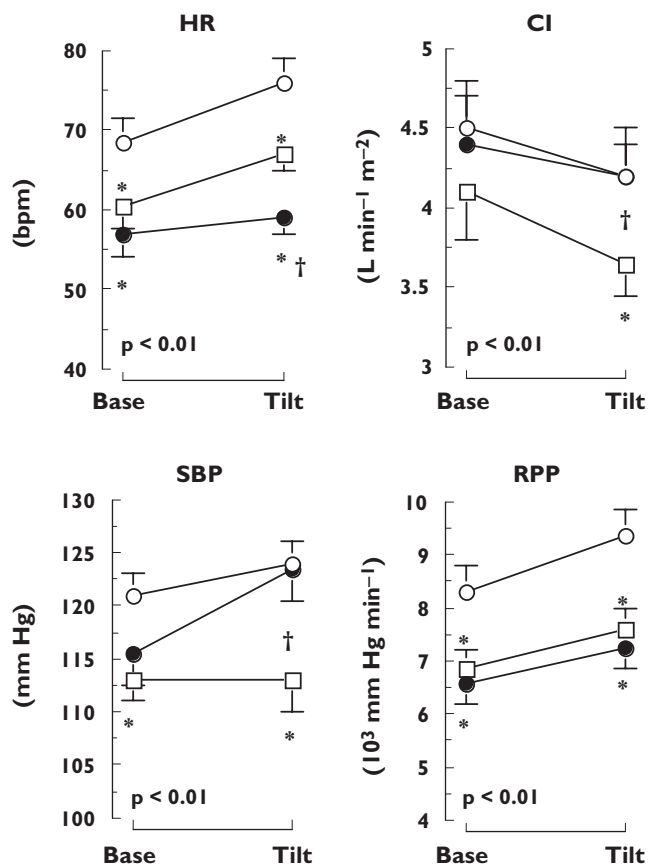 HR
80
70
60
50
40
(bpm)
*
*
*
* †
p < 0.01
Base Tilt
CI
5
4.5
4
3.5
3
(L min⁻¹ m⁻²)
†
*
p < 0.01
Base Tilt
SBP
130
125
120
115
110
105
100
(mm Hg)
†
* *
p < 0.01
Base Tilt
RPP
10
9
8
7
6
5
4
(10³ mm Hg min⁻¹)
*
*
*
*
p < 0.01
Base Tilt